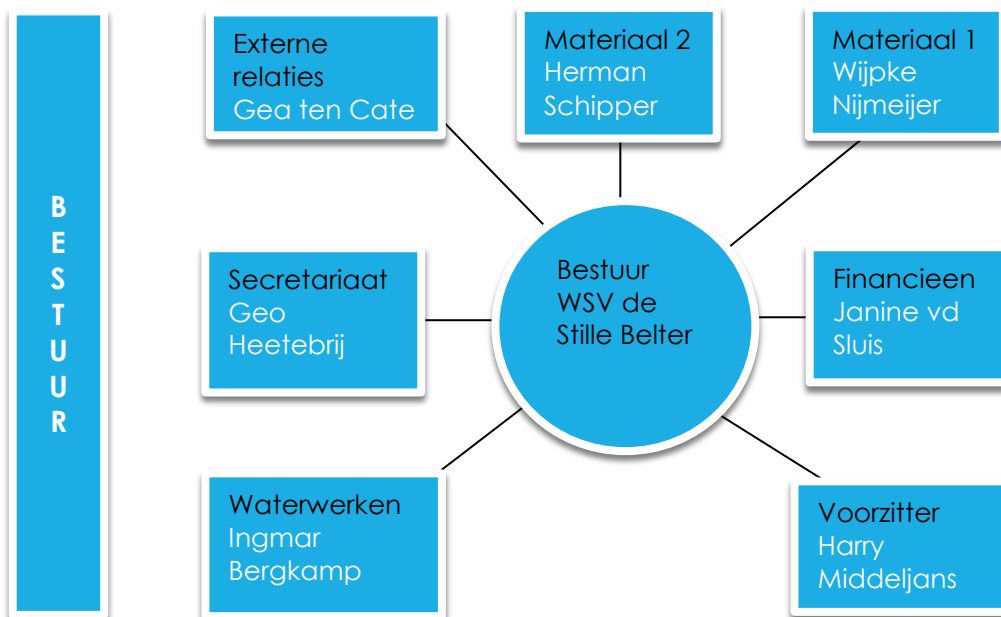 B
E
S
T
U
U
R
Externe
relaties
Gea ten Cate
Materiaal 2
Herman
Schipper
Materiaal 1
Wijpke
Nijmeijer
Secretariaat
Geo
Heetebrij
Bestuur
WSV de
Stille Belter
Financieen
Janine vd
Sluis
Waterwerken
Ingmar
Bergkamp
Voorzitter
Harry
Middeljans